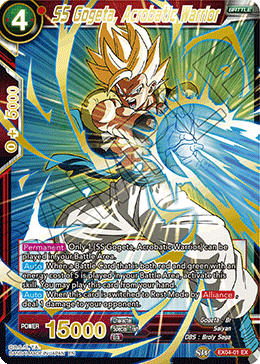 4
SS Gogeta, Acrobatic Warrior
BATTLE
0 + 5000
Permanent Only 1 {SS Gogeta, Acrobatic Warrior} can be
played in your Battle Area.
Auto When a Battle Card that is both red and green with an
energy cost of 5 is played in your Battle Area, activate this
skill. You may play this card from your hand.
Auto When this card is switched to Rest Mode by Alliance
deal 1 damage to your opponent.
POWER
15000
Character
Saiyan
DBS : Broly Saga
EX04-01 EX